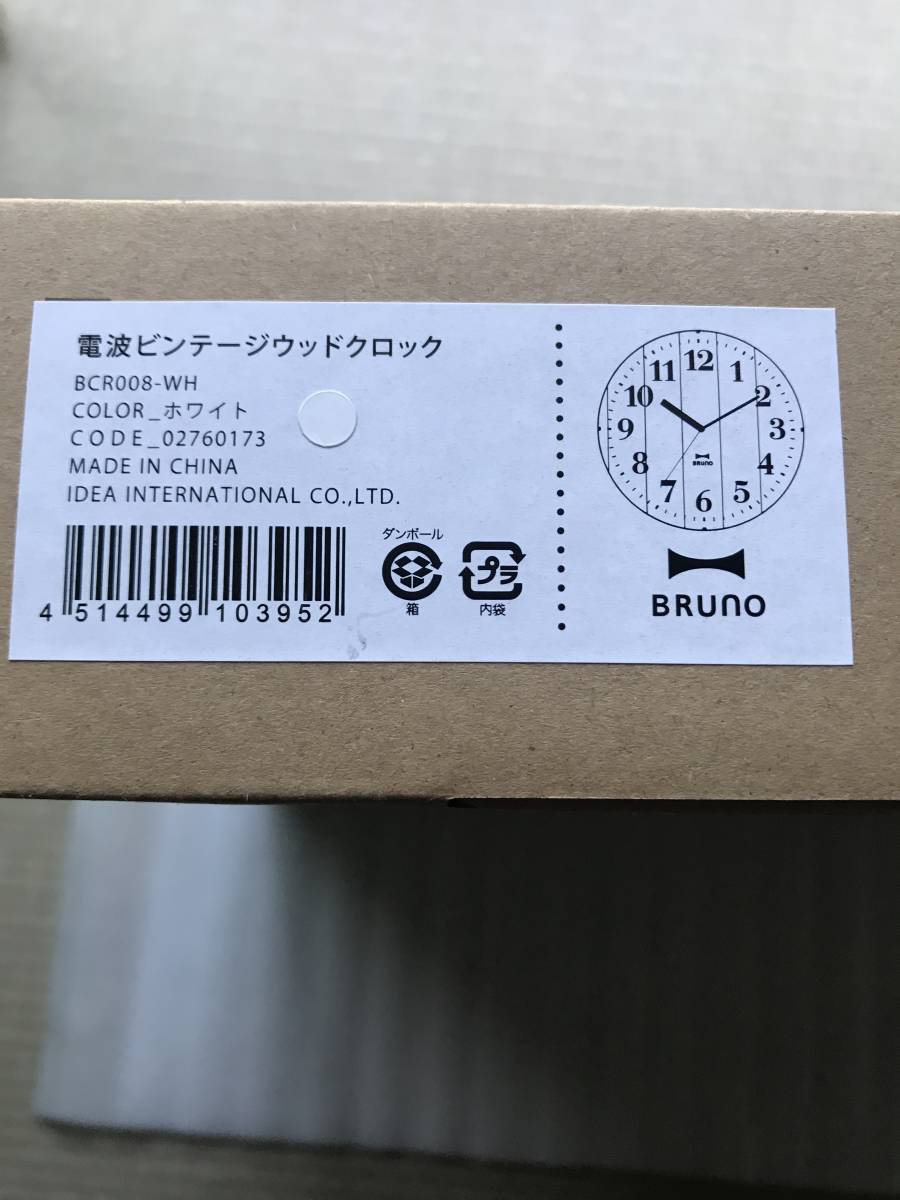 電波ビンテージウッドクロック
BCR008-WH
COLOR_ホワイト
CODE_02760173
MADE IN CHINA
IDEA INTERNATIONAL CO.,LTD.
4 514499 103952
ダンボール
箱
プラ
内袋
12
11
1
10
2
9
3
8
4
7
5
6
BRUNO
BRUNO